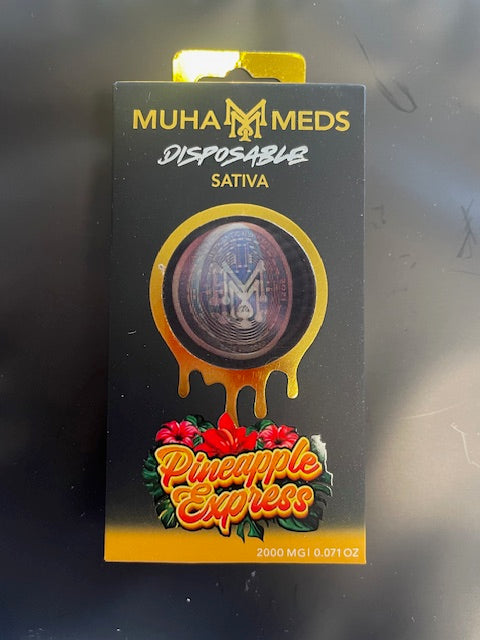 MUHA MEDS
DISPOSABLE
SATIVA
Pineapple
Express
2000 MG| 0.071 OZ